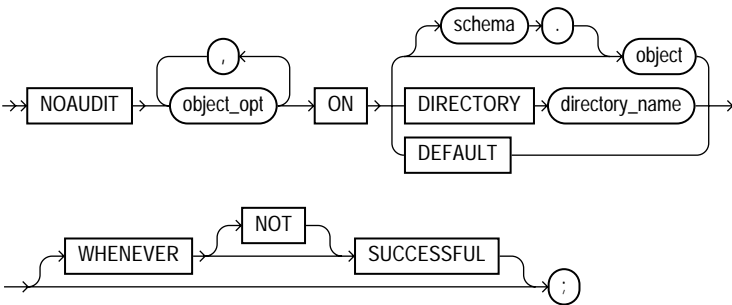 schema .
, object
NOAUDIT object_opt ON DIRECTORY directory_name
DEFAULT
NOT
WHENEVER SUCCESSFUL
;